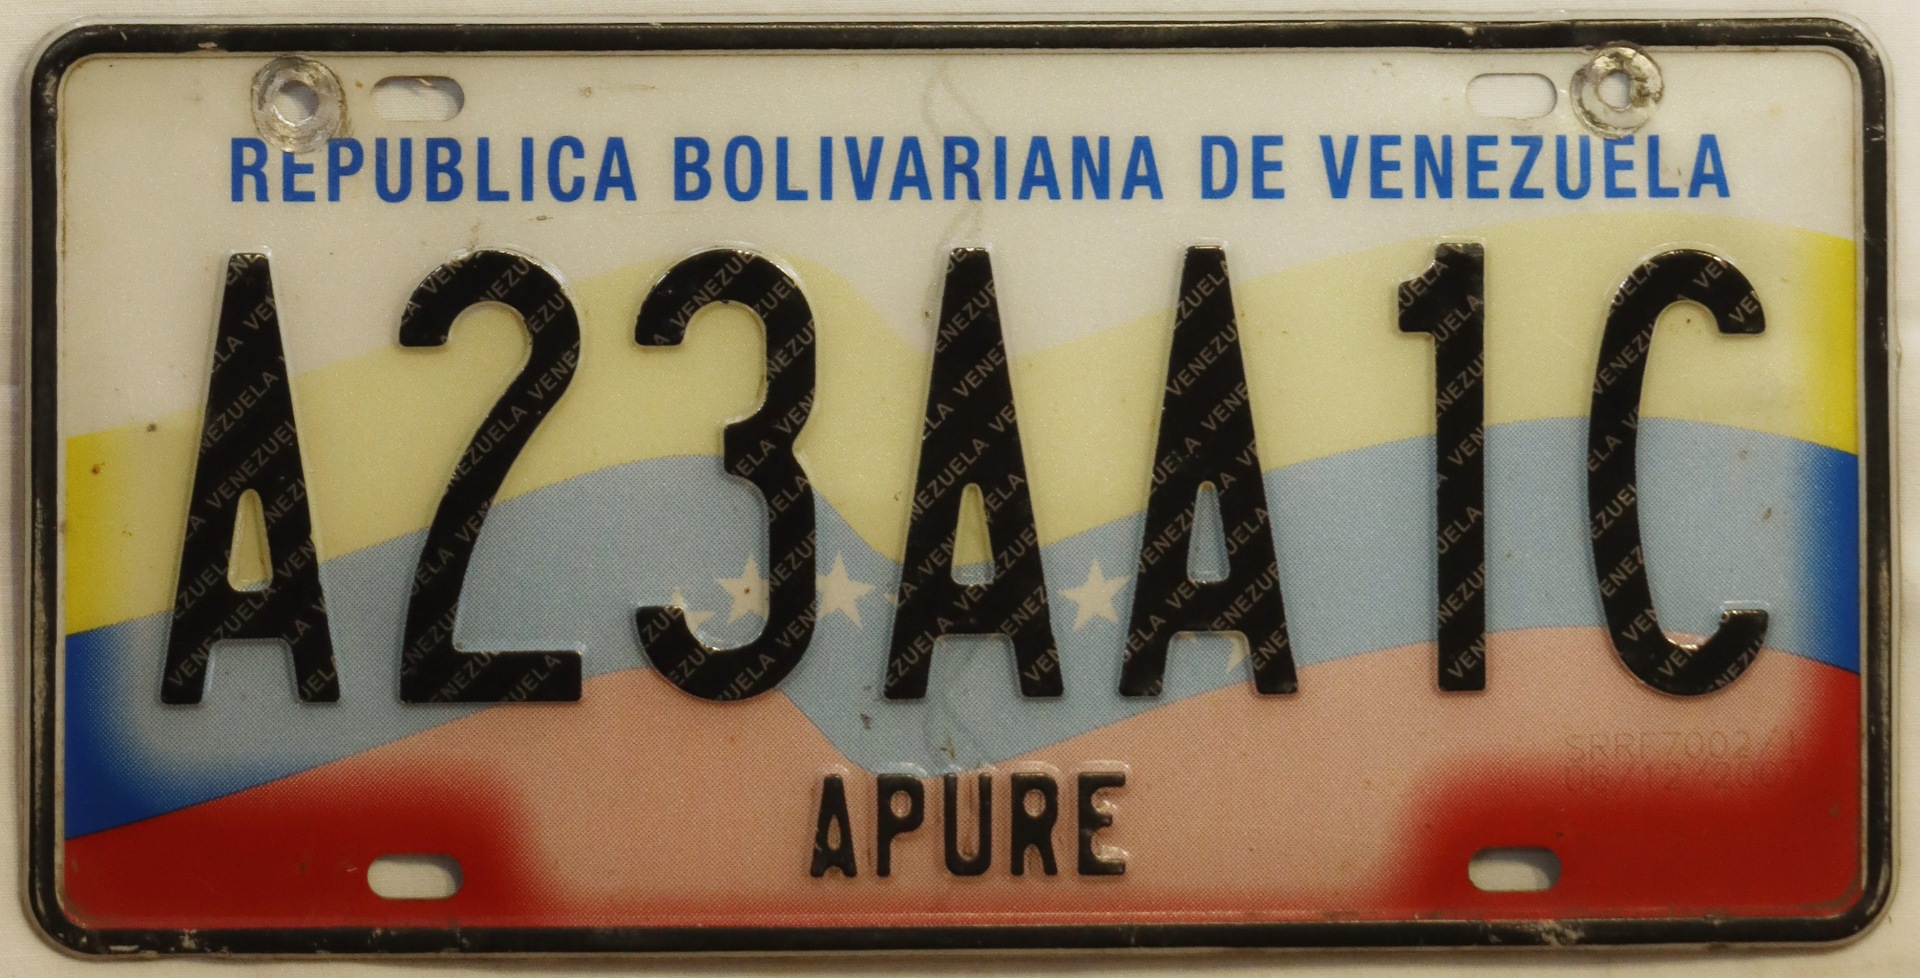 REPUBLICA BOLIVARIANA DE VENEZUELA
A23AA1C
APURE